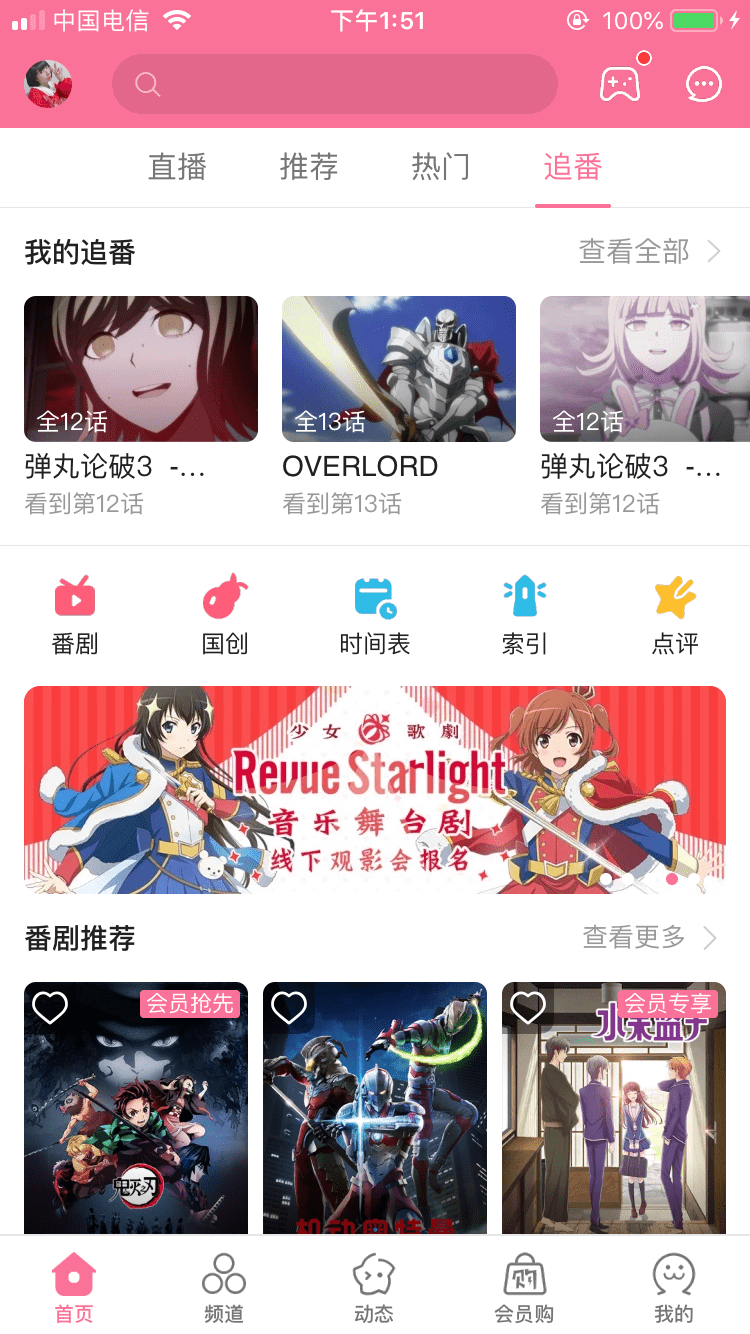 中国电信
下午1:51
100%
直播
推荐
热门
追番
我的追番
查看全部
全12话
全13话
全12话
弹丸论破3 -...
OVERLORD
弹丸论破3 -...
看到第12话
看到第13话
看到第12话
番剧
国创
时间表
索引
点评
少女歌劇
Revue Starlight
音乐舞台剧
线下观影会报名
番剧推荐
查看更多
会员抢先
会员专享
鬼灭之刃
机动奥特曼
首页
频道
动态
购
会员购
我的